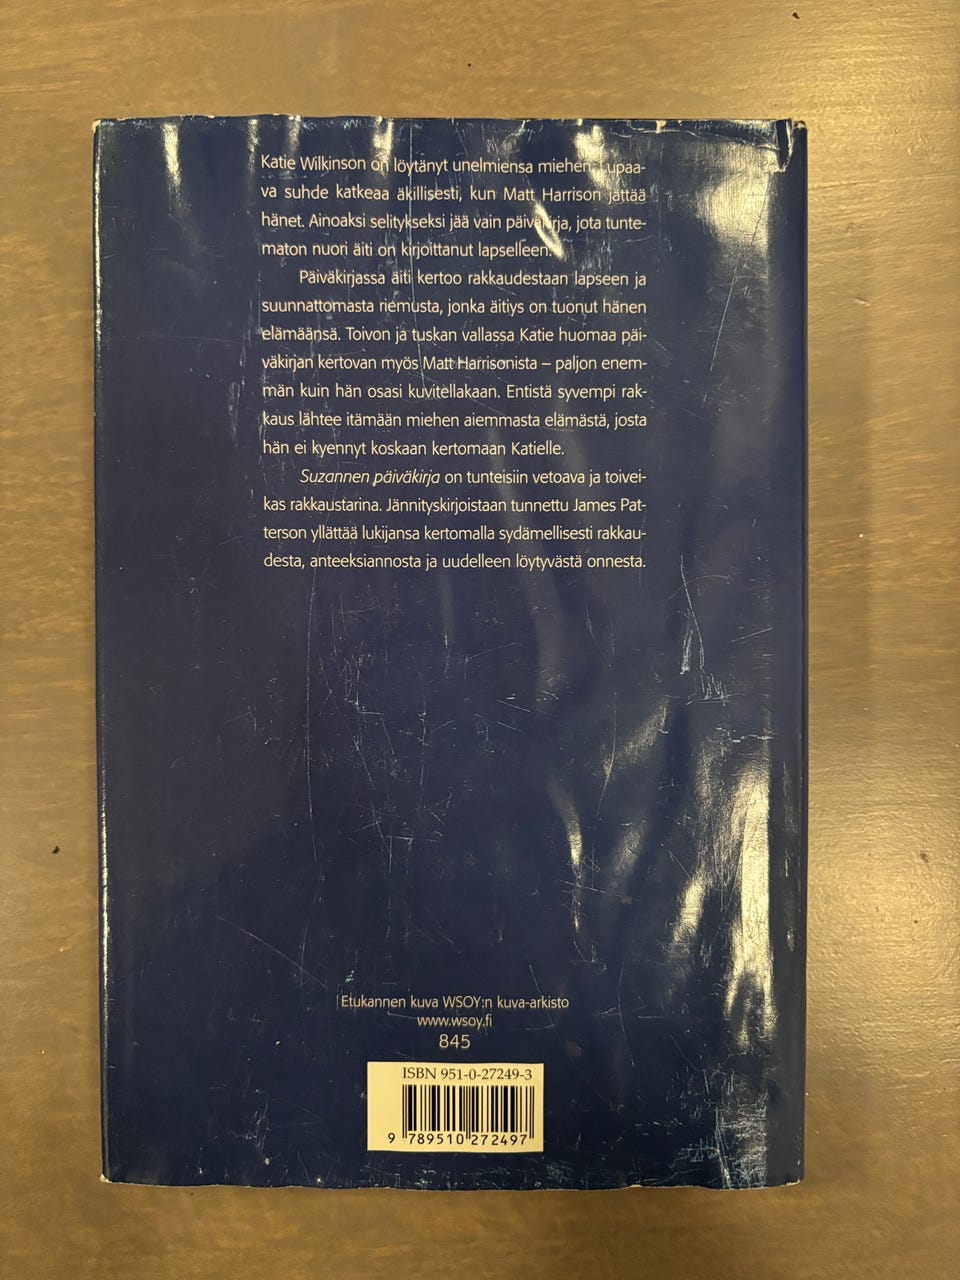 Katie Wilkinson on löytänyt unelmiensa miehen. Lupaa-
va suhde katkeaa äkillisesti, kun Matt Harrison jättää
hänet. Ainoaksi selitykseksi jää vain päiväkirja, jota tunte-
maton nuori äiti on kirjoittanut lapselleen.
Päiväkirjassa äiti kertoo rakkaudestaan lapseen ja
suunnattomasta riemusta, jonka äitiys on tuonut hänen
elämäänsä. Toivon ja tuskan vallassa Katie huomaa päi-
väkirjan kertovan myös Matt Harrisonista – paljon enem-
män kuin hän osasi kuvitellakaan. Entistä syvempi rak-
kaus lähtee itämään miehen aiemmasta elämästä, josta
hän ei kyennyt koskaan kertomaan Katielle.
Suzannen päiväkirja on tunteisiin vetoava ja toivei-
kas rakkaustarina. Jännityskirjoistaan tunnettu James Pat-
terson yllättää lukijansa kertomalla sydämellisesti rakkau-
desta, anteeksiannosta ja uudelleen löytyvästä onnesta.
Etukannen kuva WSOY:n kuva-arkisto
www.wsoy.fi
845
ISBN 951-0-27249-3
9 789510 272497